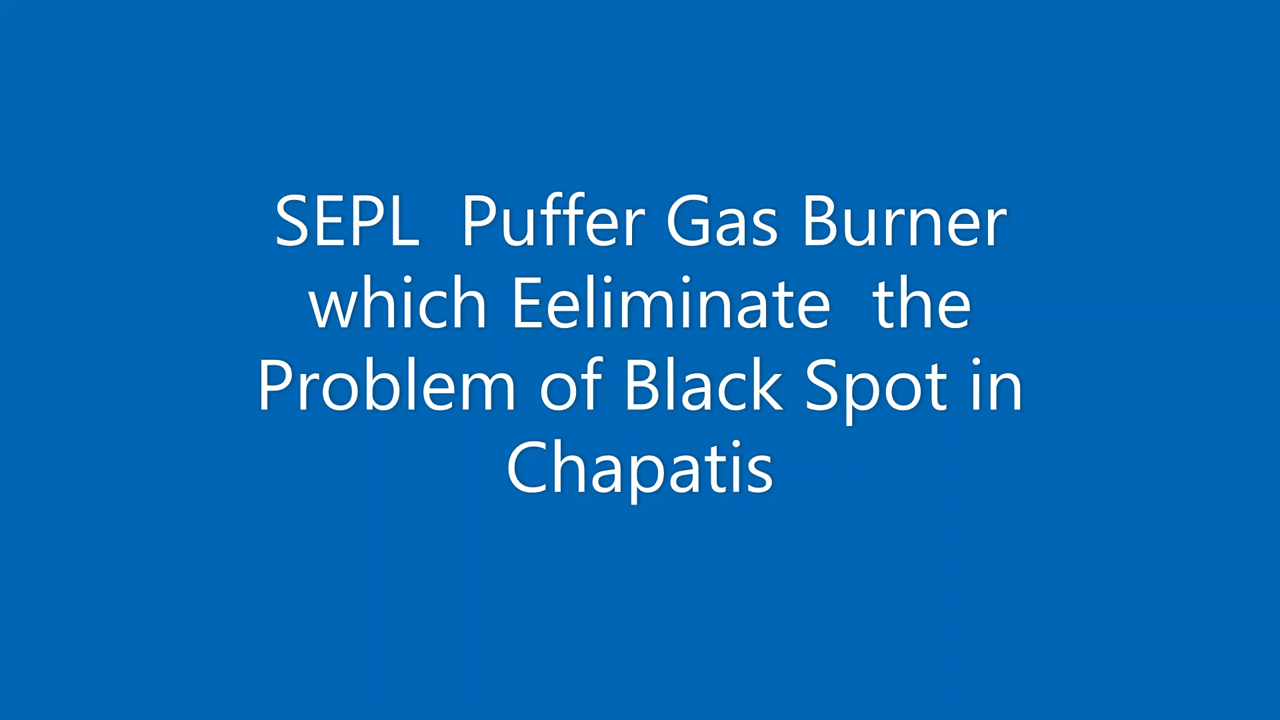 SEPL  Puffer Gas Burner
which Eeliminate  the
Problem of Black Spot in
Chapatis